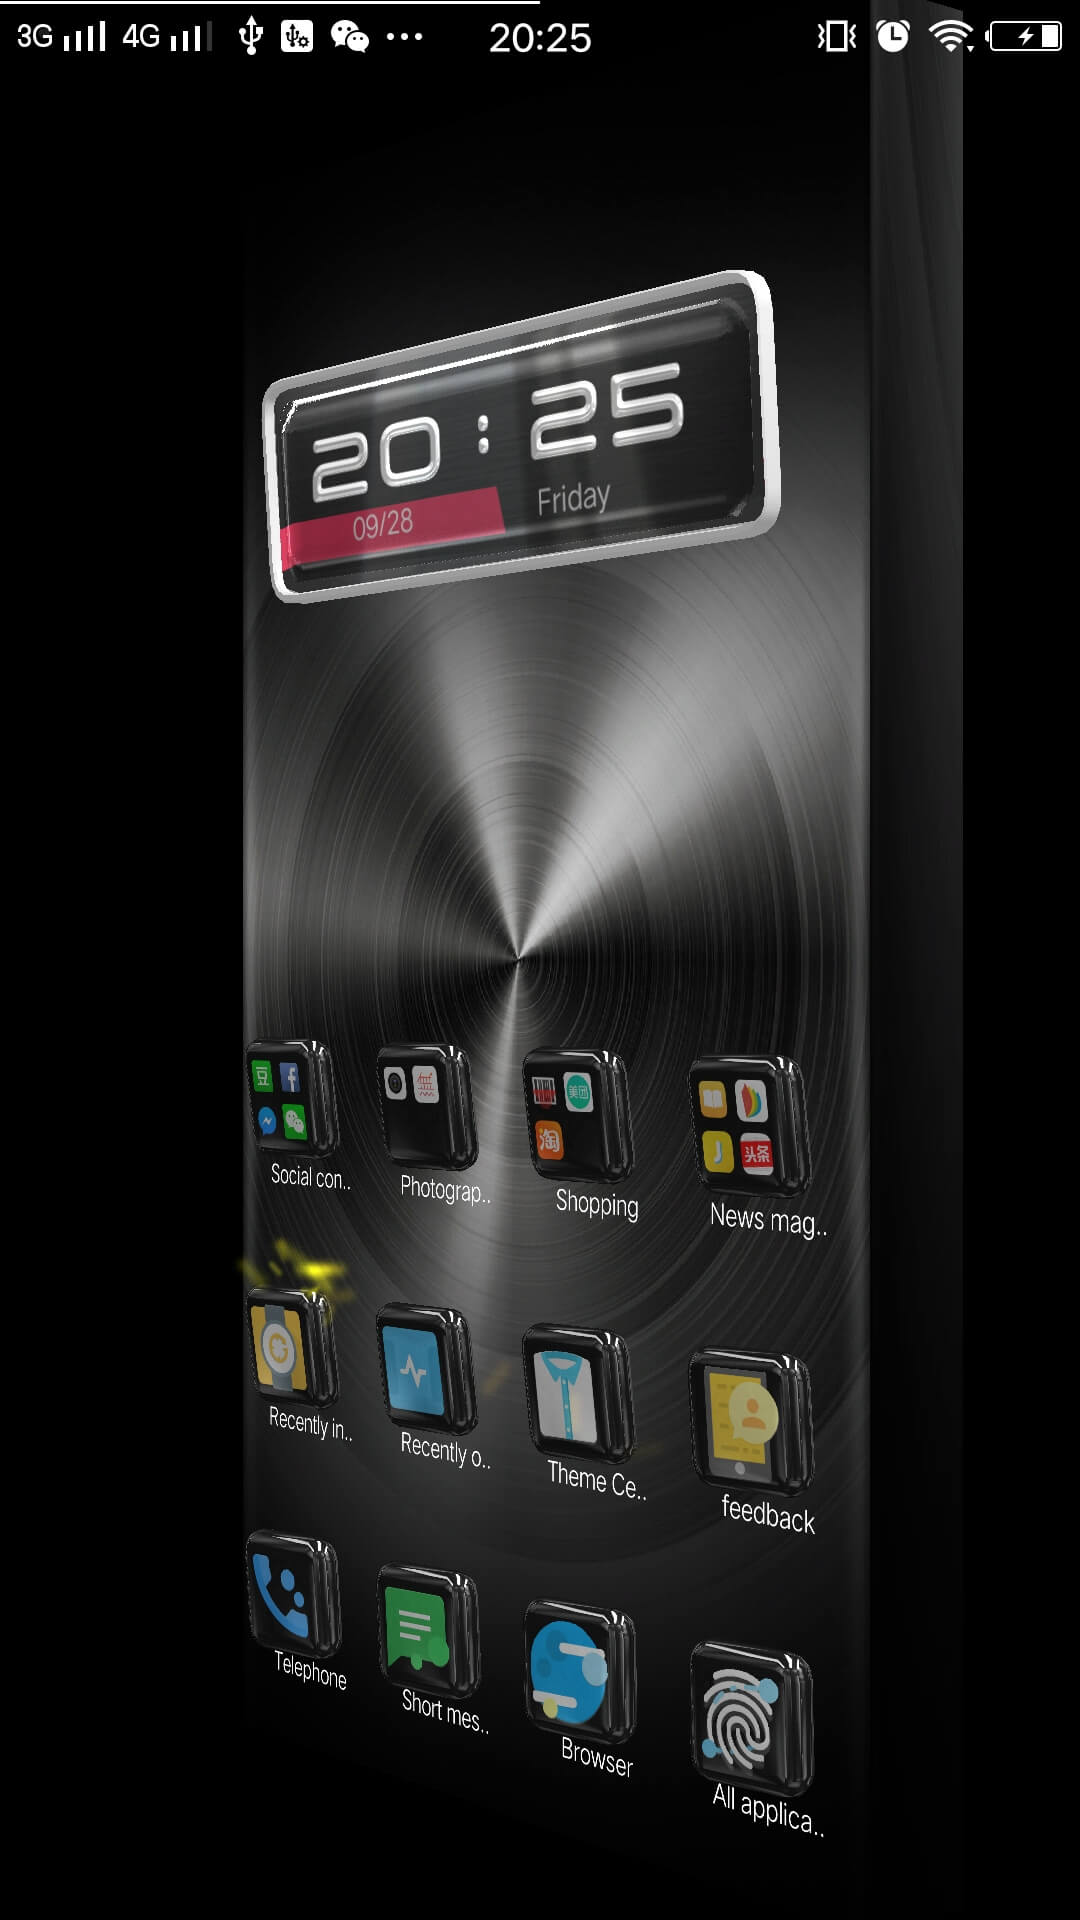 3G 4G 20:25
20:25
09/28 Friday
豆 f 無 美团
淘 J 头条
Social con.. Photograp.. Shopping News mag..
Recently in.. Recently o.. Theme Ce.. feedback
Telephone Short mes.. Browser All applica..